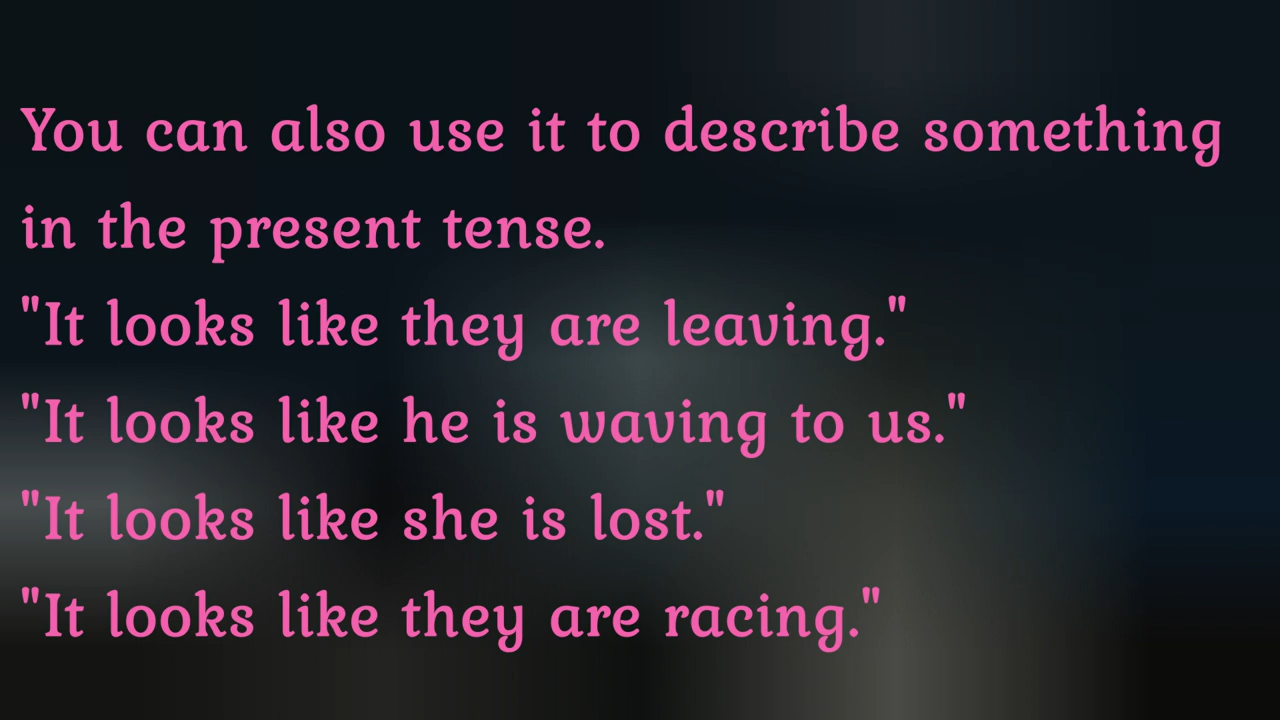 You can also use it to describe something
in the present tense.
"It looks like they are leaving."
"It looks like he is waving to us."
"It looks like she is lost."
"It looks like they are racing."